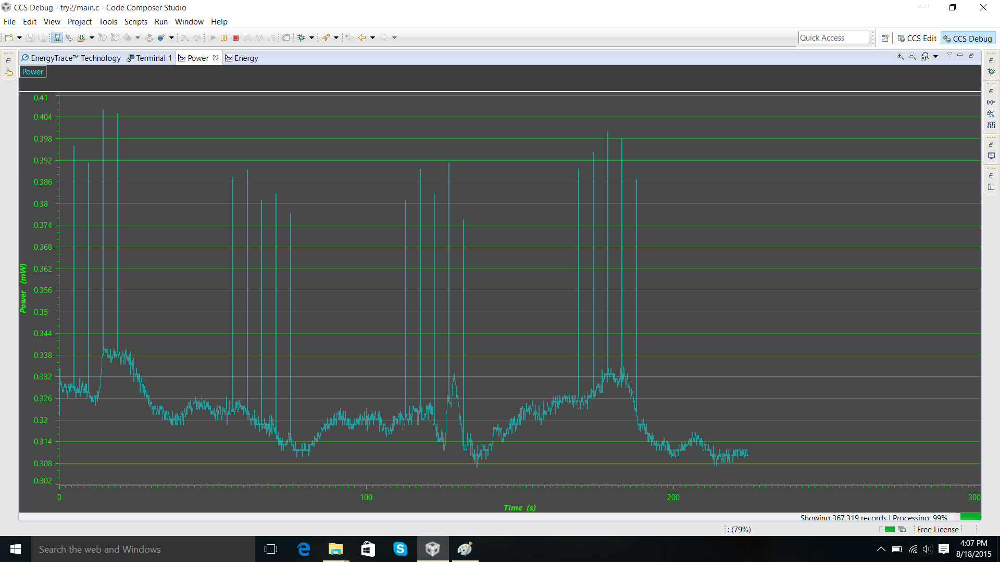 CCS Debug - try2/main.c - Code Composer Studio
File Edit View Project Tools Scripts Run Window Help
Quick Access
CCS Edit
CCS Debug
EnergyTrace™ Technology
Terminal 1
Power
Energy
Power
0.41
0.404
0.398
0.392
0.386
0.38
0.374
0.368
0.362
0.356
0.35
0.344
0.338
0.332
0.326
0.32
0.314
0.308
0.302
Power (mW)
0 100 200 300
Time (s)
Showing 367,319 records | Processing: 99%
: (79%)
Free License
Search the web and Windows
4:07 PM
8/18/2015